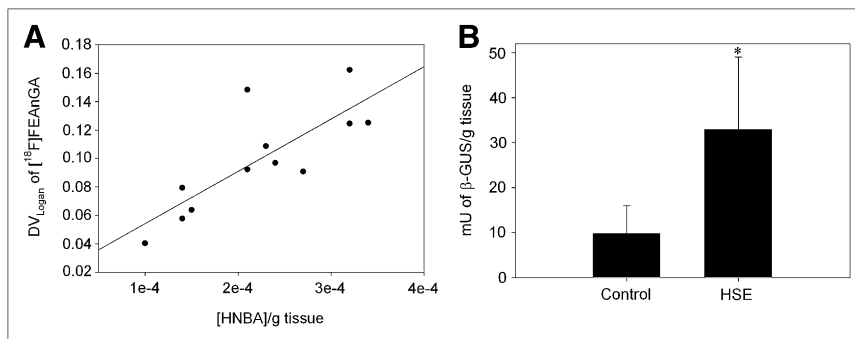 A
DV_Logan of [¹⁸F]FEAnGA
0.18
0.16
0.14
0.12
0.10
0.08
0.06
0.04
0.02
1e-4
2e-4
3e-4
4e-4
[HNBA]/g tissue
B
mU of β-GUS/g tissue
50
40
30
20
10
0
*
Control
HSE